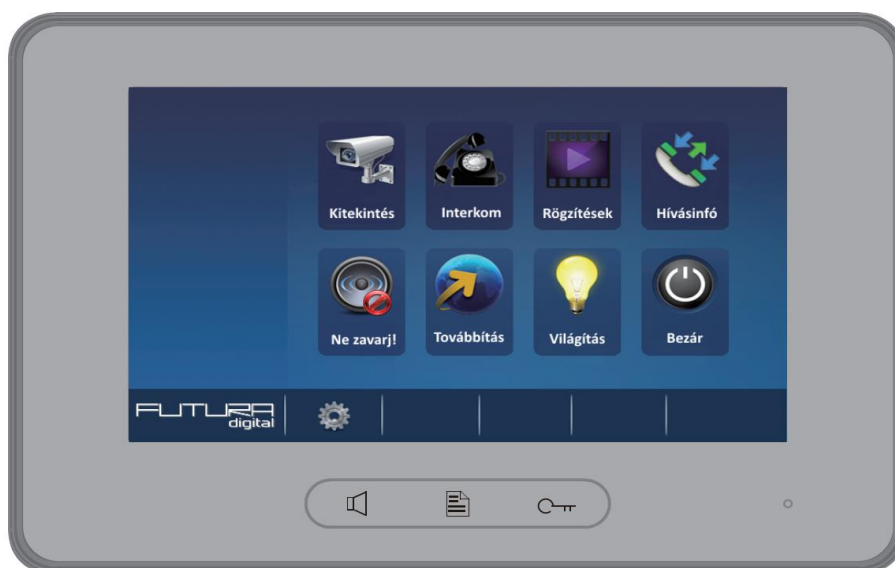 Kitekintés
Interkom
Rögzítések
Hívásinfó
Ne zavarj!
Továbbítás
Világítás
Bezár
FUTURA
digital